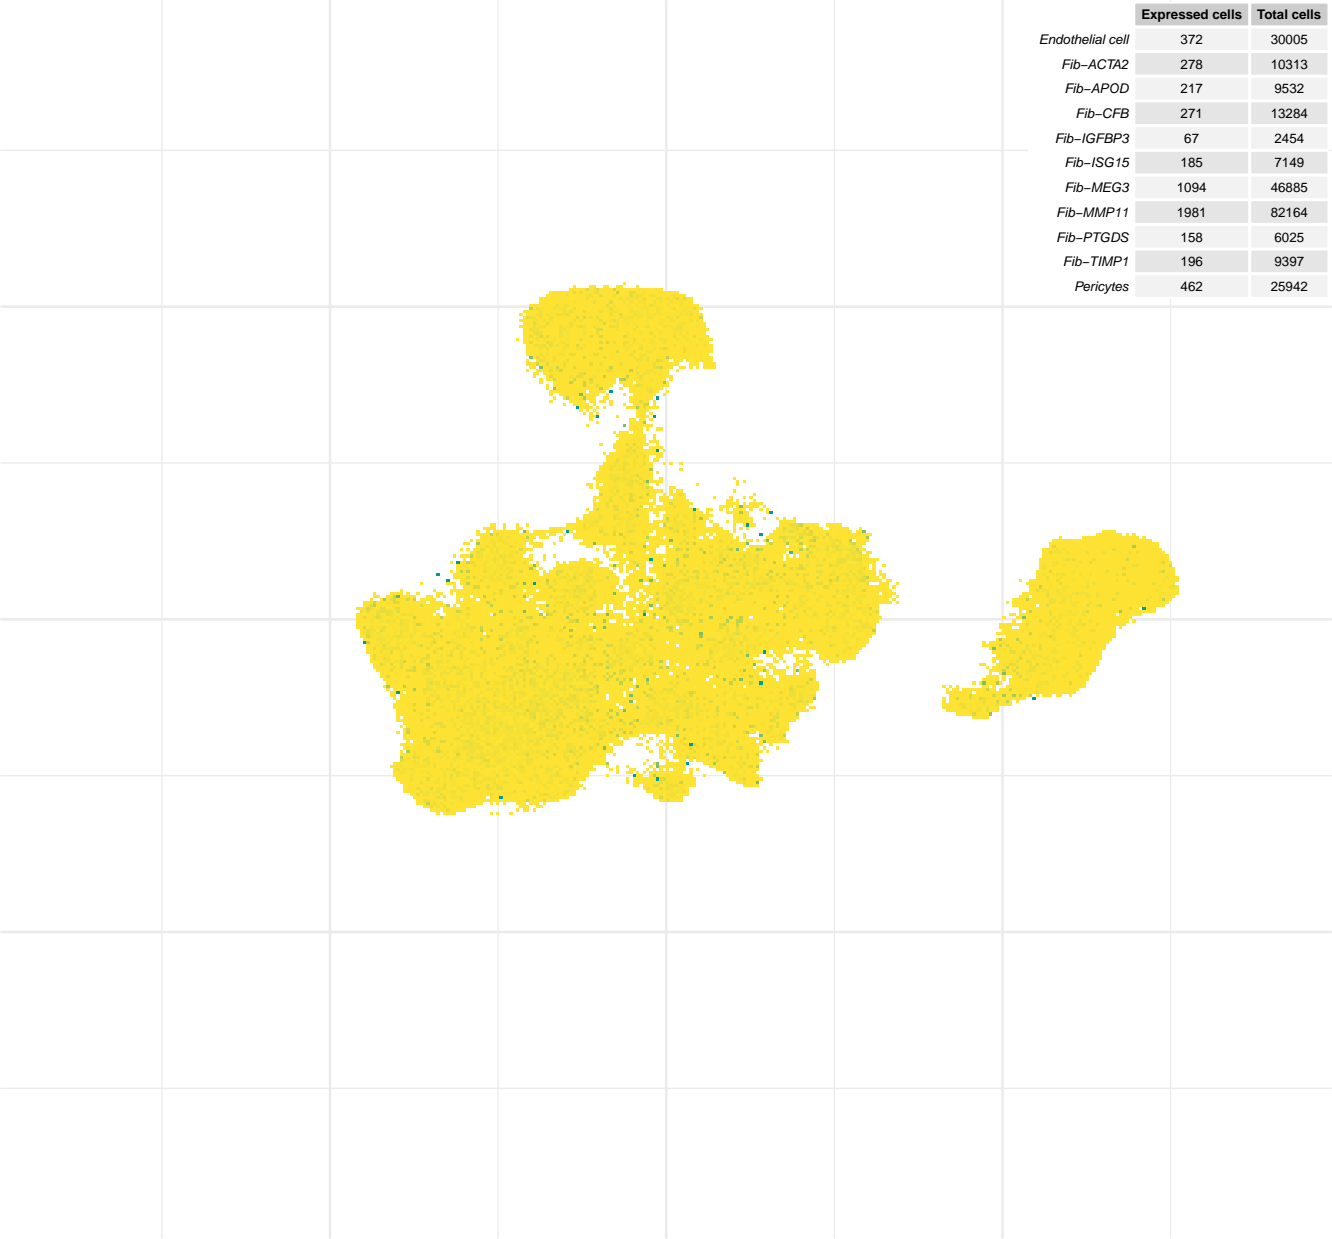 Expressed cells Total cells
Endothelial cell 372 30005
Fib−ACTA2 278 10313
Fib−APOD 217 9532
Fib−CFB 271 13284
Fib−IGFBP3 67 2454
Fib−ISG15 185 7149
Fib−MEG3 1094 46885
Fib−MMP11 1981 82164
Fib−PTGDS 158 6025
Fib−TIMP1 196 9397
Pericytes 462 25942